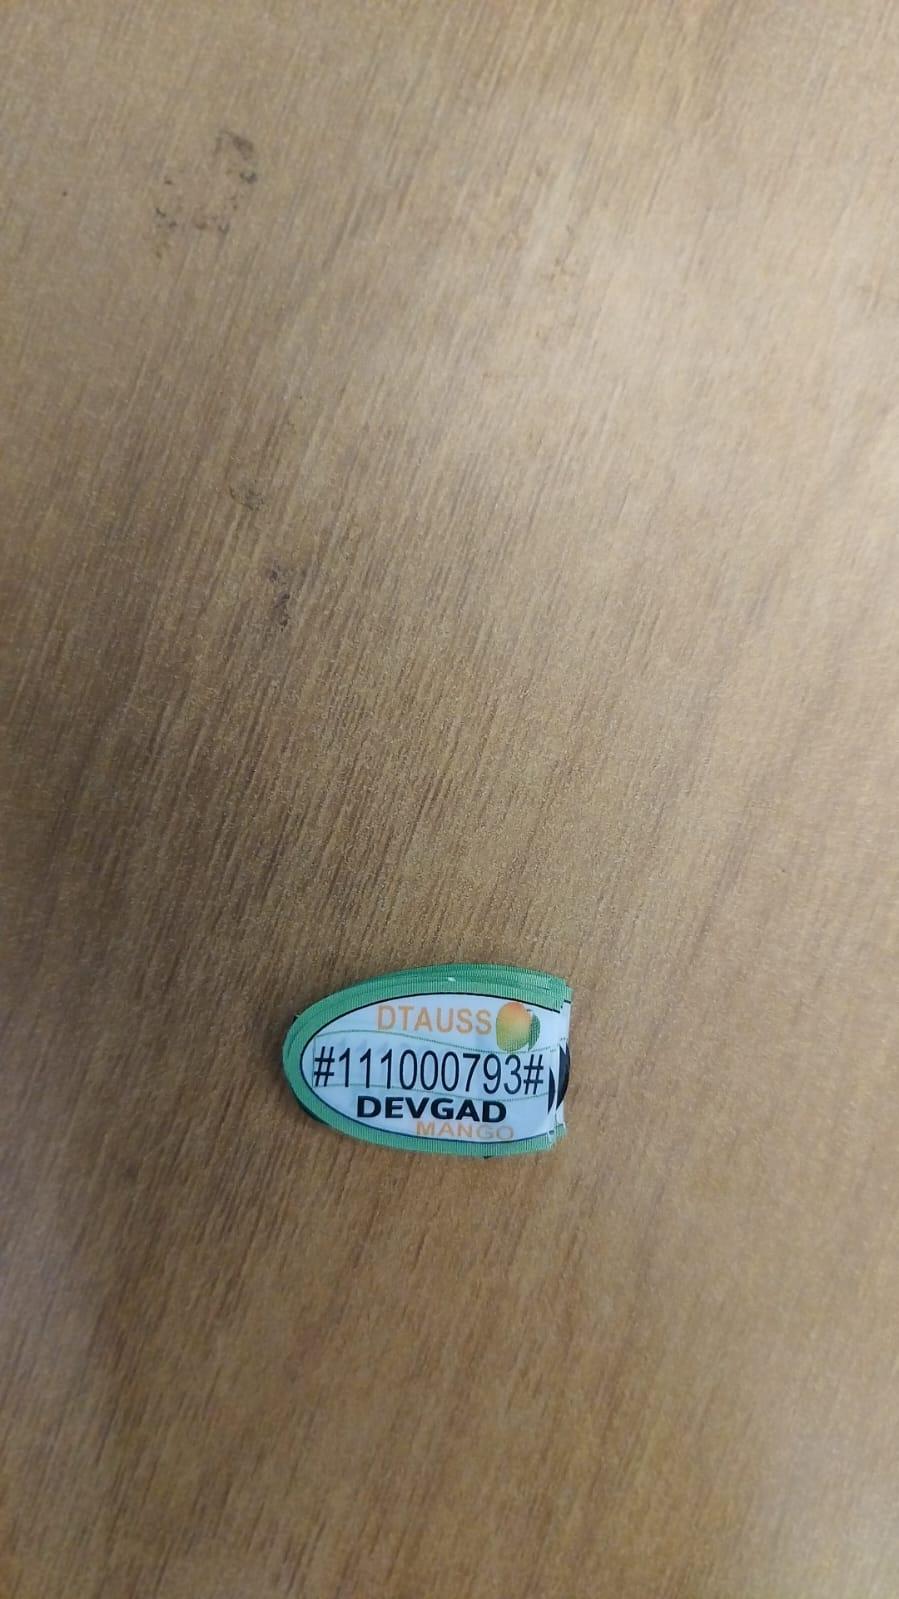 DTAUSS
#111000793#
DEVGAD
MANGO